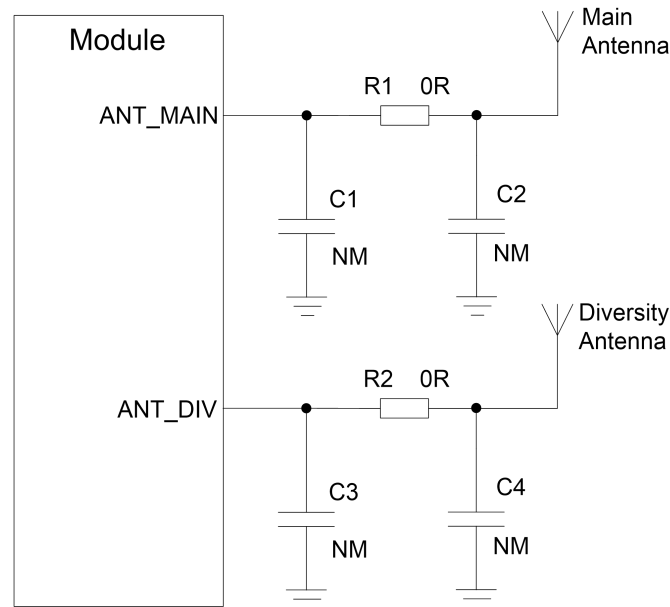 Module
Main
Antenna
R1 0R
ANT_MAIN
C1
C2
NM
NM
Diversity
Antenna
R2 0R
ANT_DIV
C3
C4
NM
NM